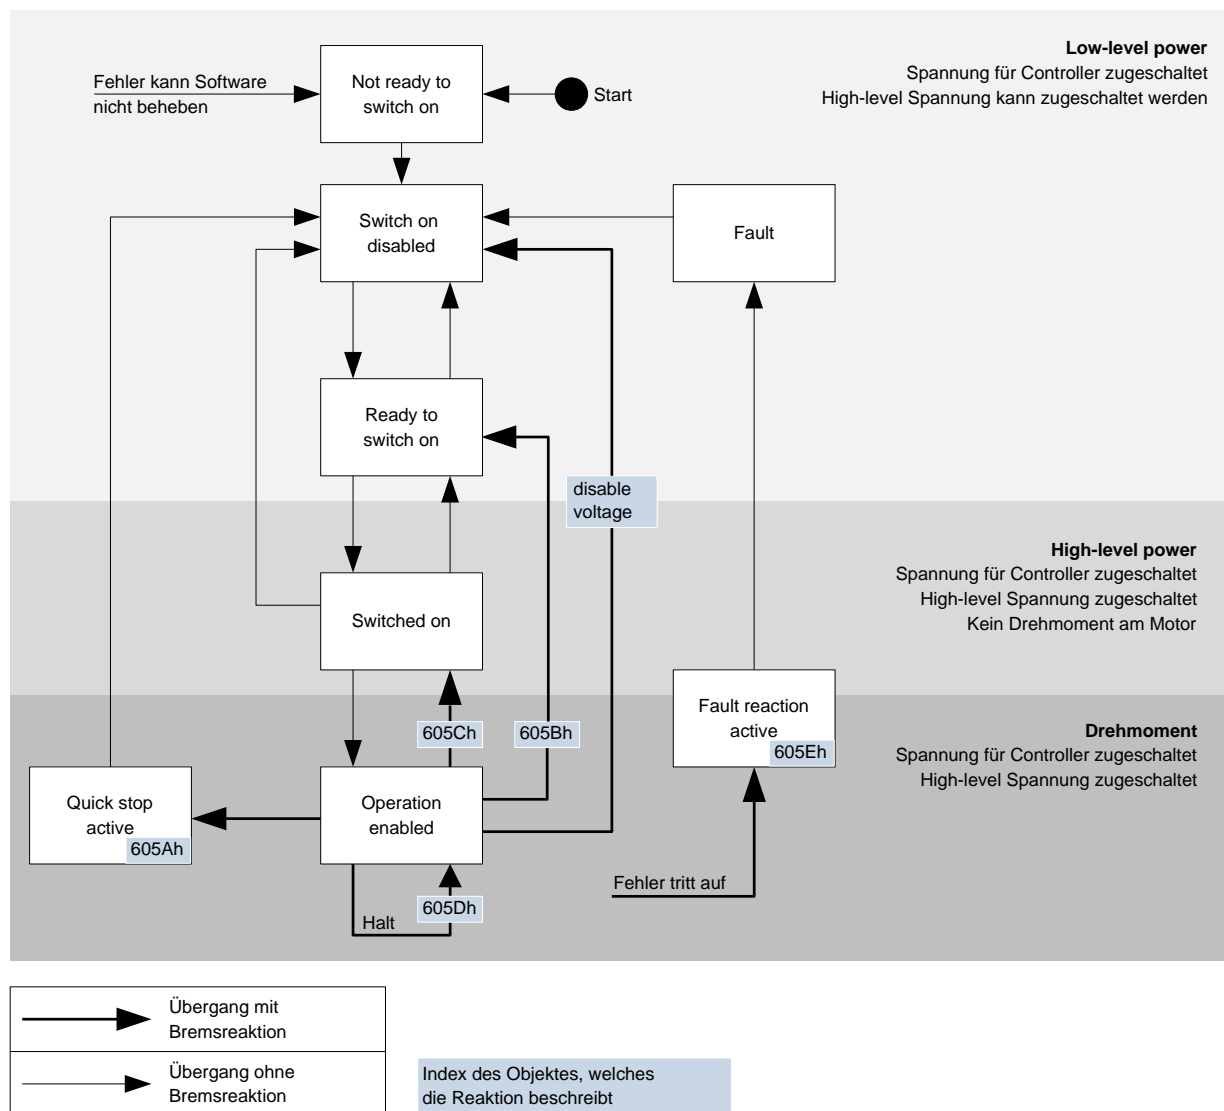 Low-level power
Spannung für Controller zugeschaltet
High-level Spannung kann zugeschaltet werden
Fehler kann Software
nicht beheben
Not ready to
switch on
Start
Switch on
disabled
Fault
Ready to
switch on
disable
voltage
High-level power
Spannung für Controller zugeschaltet
High-level Spannung zugeschaltet
Kein Drehmoment am Motor
Switched on
Fault reaction
active
605Eh
605Ch
605Bh
Drehmoment
Spannung für Controller zugeschaltet
High-level Spannung zugeschaltet
Quick stop
active
605Ah
Operation
enabled
Fehler tritt auf
605Dh
Halt
Übergang mit
Bremsreaktion
Übergang ohne
Bremsreaktion
Index des Objektes, welches
die Reaktion beschreibt